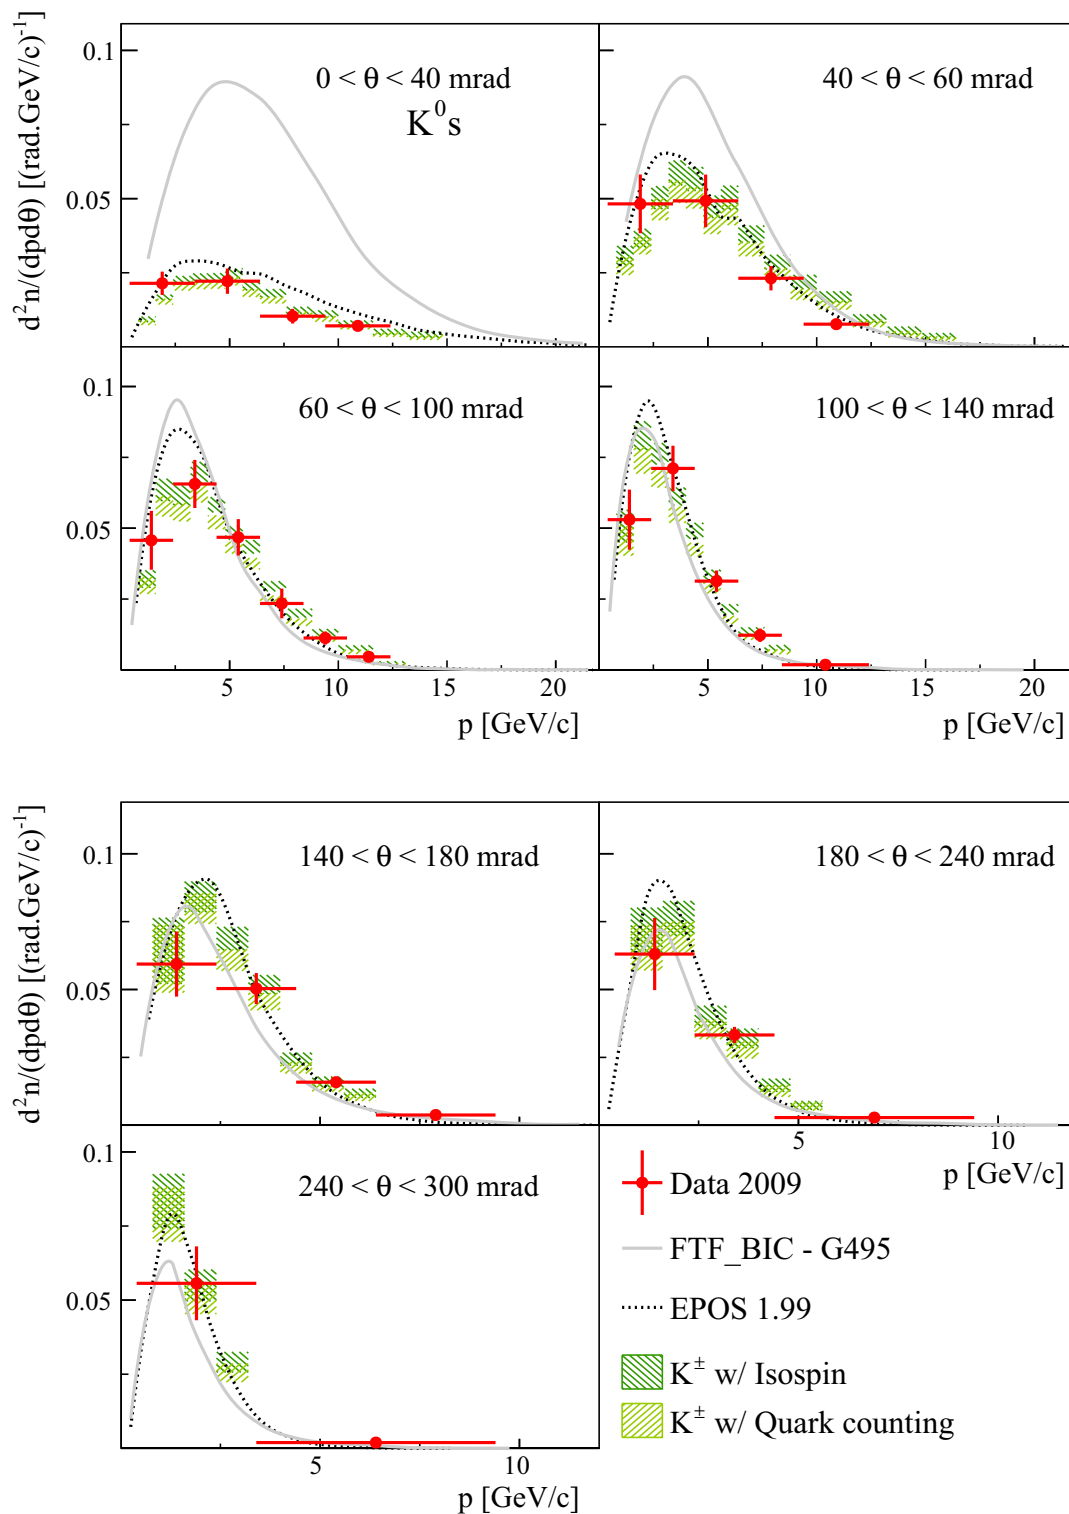 d²n/(dpdθ) [(rad.GeV/c)⁻¹]
0.1
0.05
0 < θ < 40 mrad
K⁰s
40 < θ < 60 mrad
0.1
0.05
60 < θ < 100 mrad
100 < θ < 140 mrad
5 10 15 20
5 10 15 20
p [GeV/c]
p [GeV/c]
d²n/(dpdθ) [(rad.GeV/c)⁻¹]
0.1
0.05
140 < θ < 180 mrad
180 < θ < 240 mrad
5 10
p [GeV/c]
0.1
0.05
240 < θ < 300 mrad
5 10
p [GeV/c]
Data 2009
FTF_BIC - G495
EPOS 1.99
K± w/ Isospin
K± w/ Quark counting